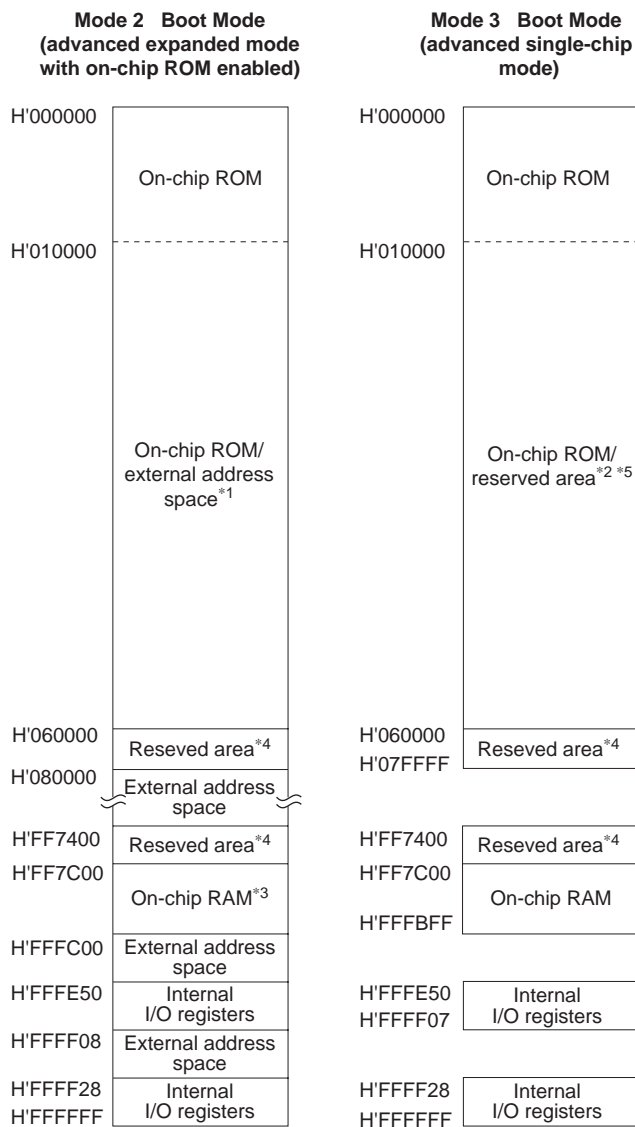 Mode 2 Boot Mode
(advanced expanded mode
with on-chip ROM enabled)
H'000000
On-chip ROM
H'010000
On-chip ROM/
external address
space*1
H'060000
Reseved area*4
H'080000
External address
space
H'FF7400
Reseved area*4
H'FF7C00
On-chip RAM*3
H'FFFC00
External address
space
H'FFFE50
Internal
I/O registers
H'FFFF08
External address
space
H'FFFF28
Internal
I/O registers
H'FFFFFF
Mode 3 Boot Mode
(advanced single-chip
mode)
H'000000
On-chip ROM
H'010000
On-chip ROM/
reserved area*2 *5
H'060000
Reseved area*4
H'07FFFF
H'FF7400
Reseved area*4
H'FF7C00
On-chip RAM
H'FFFBFF
H'FFFE50
Internal
I/O registers
H'FFFF07
H'FFFF28
Internal
I/O registers
H'FFFFFF